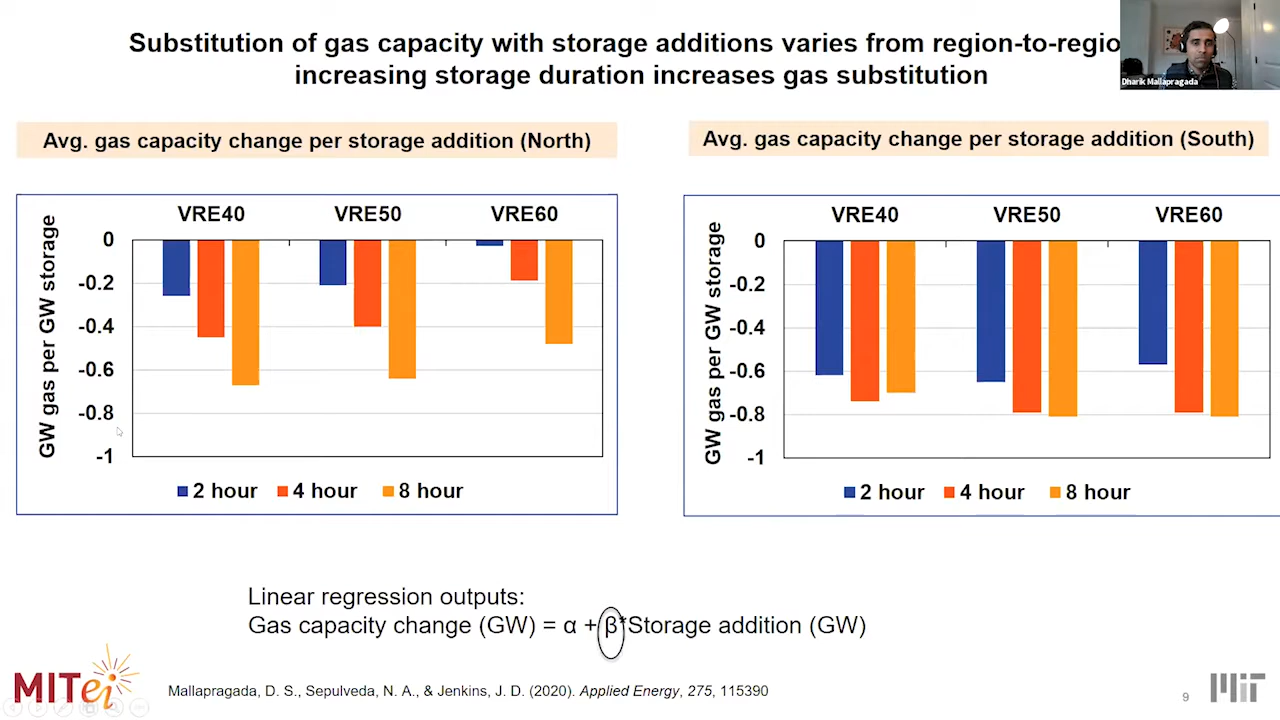 Substitution of gas capacity with storage additions varies from region-to-regio
increasing storage duration increases gas substitution
Dharik Mallapragada
Avg. gas capacity change per storage addition (North)
GW gas per GW storage
VRE40 VRE50 VRE60
0
-0.2
-0.4
-0.6
-0.8
-1
2 hour 4 hour 8 hour
Avg. gas capacity change per storage addition (South)
GW gas per GW storage
VRE40 VRE50 VRE60
0
-0.2
-0.4
-0.6
-0.8
-1
2 hour 4 hour 8 hour
Linear regression outputs:
Gas capacity change (GW) = α + β*Storage addition (GW)
MITei
Mallapragada, D. S., Sepulveda, N. A., & Jenkins, J. D. (2020). Applied Energy, 275, 115390
9
MIT